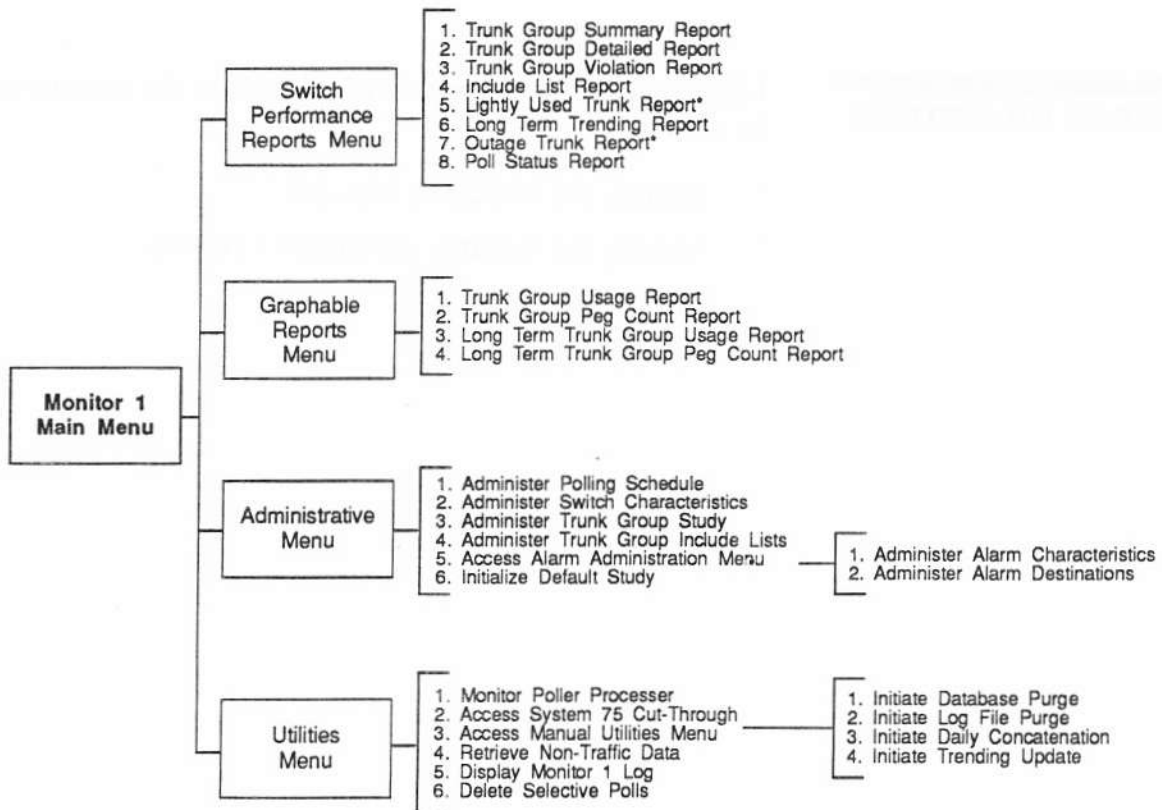 1. Trunk Group Summary Report
2. Trunk Group Detailed Report
3. Trunk Group Violation Report
4. Include List Report
5. Lightly Used Trunk Report*
6. Long Term Trending Report
7. Outage Trunk Report*
8. Poll Status Report
Switch
Performance
Reports Menu
Graphable
Reports
Menu
1. Trunk Group Usage Report
2. Trunk Group Peg Count Report
3. Long Term Trunk Group Usage Report
4. Long Term Trunk Group Peg Count Report
Monitor 1
Main Menu
Administrative
Menu
1. Administer Polling Schedule
2. Administer Switch Characteristics
3. Administer Trunk Group Study
4. Administer Trunk Group Include Lists
5. Access Alarm Administration Menu
6. Initialize Default Study
1. Administer Alarm Characteristics
2. Administer Alarm Destinations
Utilities
Menu
1. Monitor Poller Processer
2. Access System 75 Cut-Through
3. Access Manual Utilities Menu
4. Retrieve Non-Traffic Data
5. Display Monitor 1 Log
6. Delete Selective Polls
1. Initiate Database Purge
2. Initiate Log File Purge
3. Initiate Daily Concatenation
4. Initiate Trending Update